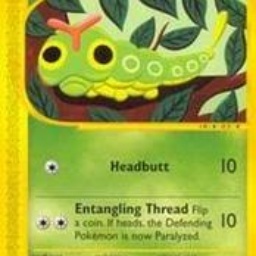 Headbutt 10
Entangling Thread Flip
a coin. If heads, the Defending 10
Pokémon is now Paralyzed.